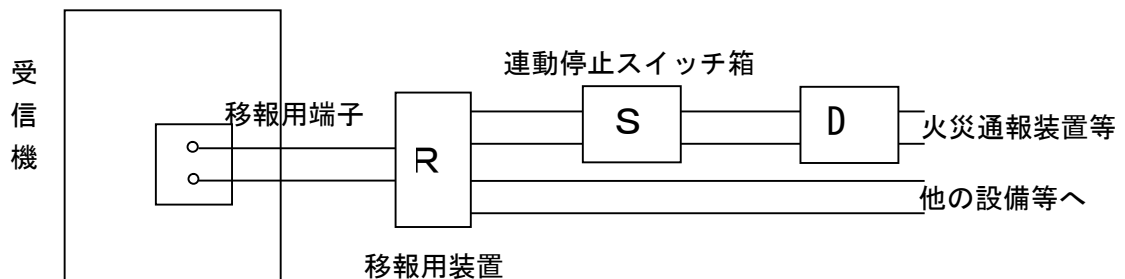 受信機
連動停止スイッチ箱
移報用端子
S
D
R
火災通報装置等
他の設備等へ
移報用装置